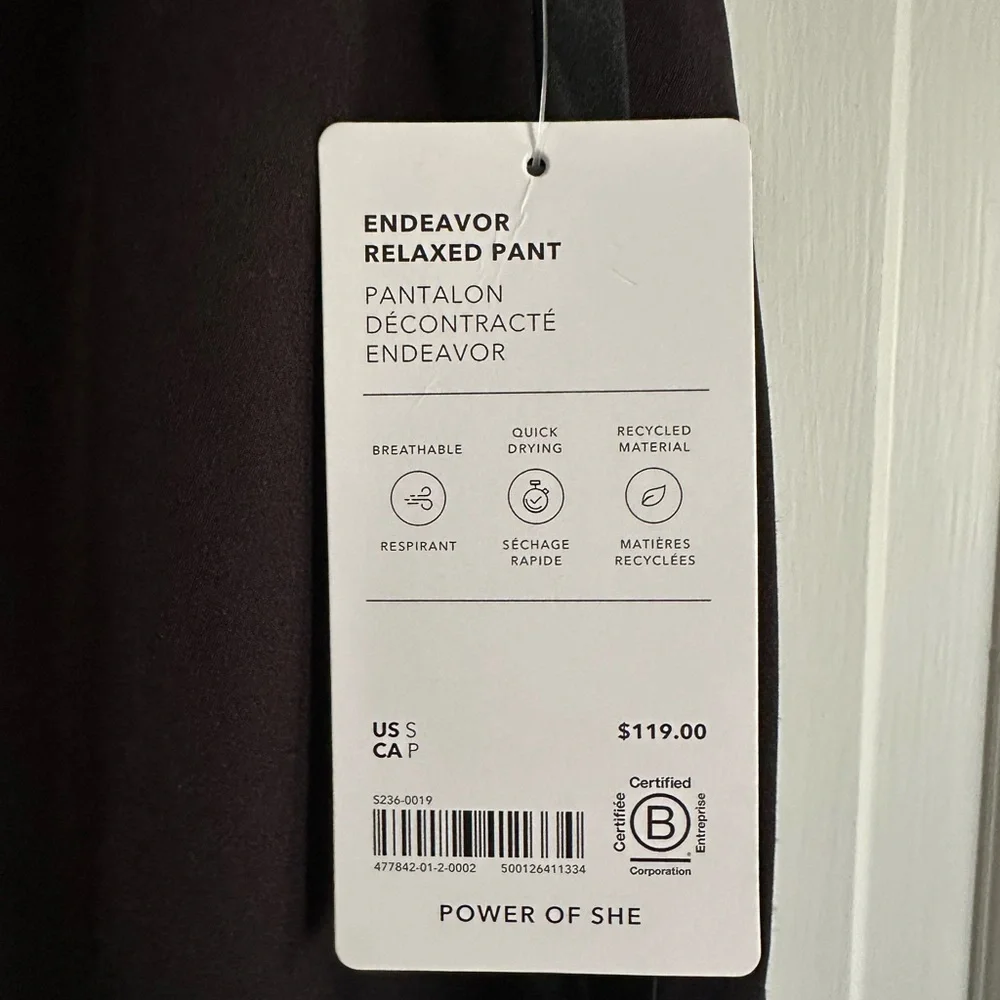 ENDEAVOR
RELAXED PANT
PANTALON
DÉCONTRACTÉ
ENDEAVOR
BREATHABLE
QUICK
DRYING
RECYCLED
MATERIAL
RESPIRANT
SÉCHAGE
RAPIDE
MATIÈRES
RECYCLÉES
US S
CA P
$119.00
S236-0019
477842-01-2-0002 500126411334
Certified
Certifiée
B
Entreprise
Corporation
POWER OF SHE